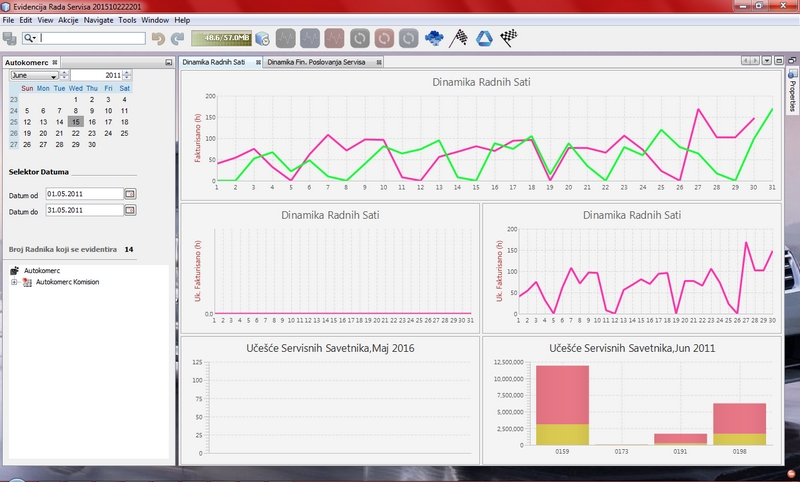 Evidencija Rada Servisa 201510222201
File Edit View Akcije Navigate Tools Window Help
48.6/57.0MB
Autokomerc
June 2011
Sun Mon Tue Wed Thu Fri Sat
23 1 2 3 4
24 5 6 7 8 9 10 11
25 12 13 14 15 16 17 18
26 19 20 21 22 23 24 25
27 26 27 28 29 30
Selektor Datuma
Datum od 01.05.2011
Datum do 31.05.2011
Broj Radnika koji se evidentira 14
Autokomerc
Autokomerc Komision
Dinamika Radnih Sati Dinamika Fin. Poslovanja Servisa
Dinamika Radnih Sati
Fakturisano (h)
200
150
100
50
0
1 2 3 4 5 6 7 8 9 10 11 12 13 14 15 16 17 18 19 20 21 22 23 24 25 26 27 28 29 30 31
Dinamika Radnih Sati
Uk. Fakturisano (h)
0.0
1 2 3 4 5 6 7 8 9 10 11 12 13 14 15 16 17 18 19 20 21 22 23 24 25 26 27 28 29 30 31
Dinamika Radnih Sati
Uk. Fakturisano (h)
200
150
100
50
0
1 2 3 4 5 6 7 8 9 10 11 12 13 14 15 16 17 18 19 20 21 22 23 24 25 26 27 28 29 30
Učešće Servisnih Savetnika,Maj 2016
125
100
75
50
25
0
Učešće Servisnih Savetnika,Jun 2011
12,500,000
10,000,000
7,500,000
5,000,000
2,500,000
0
0159 0173 0191 0198
Properties